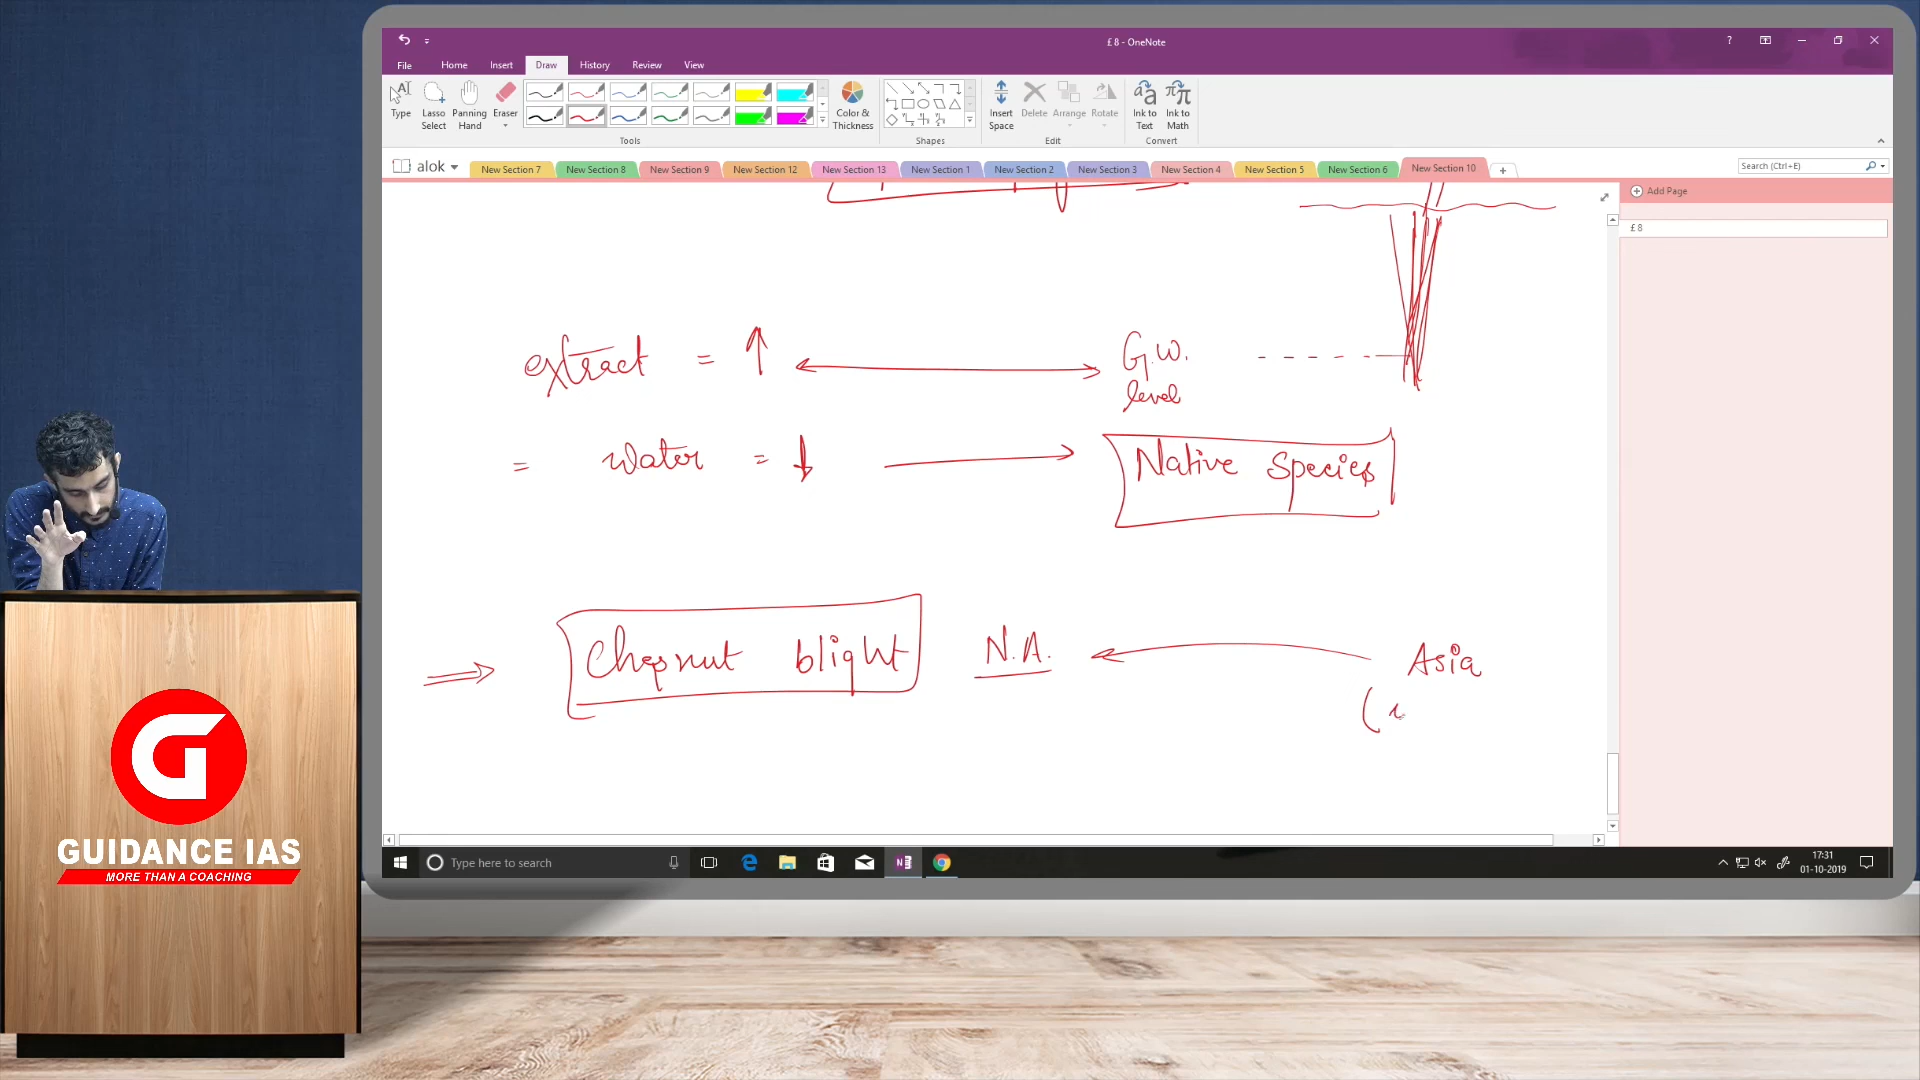 £ 8 - OneNote
?
File Home Insert Draw History Review View
Type
Lasso Select
Panning Hand
Eraser
Color & Thickness
Insert Space
Delete
Arrange
Rotate
Ink to Text
Ink to Math
Tools
Shapes
Edit
Convert
alok
New Section 7
New Section 8
New Section 9
New Section 12
New Section 13
New Section 1
New Section 2
New Section 3
New Section 4
New Section 5
New Section 6
New Section 10
+
Search (Ctrl+E)
Add Page
£ 8
extract = ↑ ↔ G.W. level
= water = ↓ → Native Species
⇒ Chesnut blight N.A. ← Asia
(
Type here to search
17:31
01-10-2019
G
GUIDANCE IAS
MORE THAN A COACHING